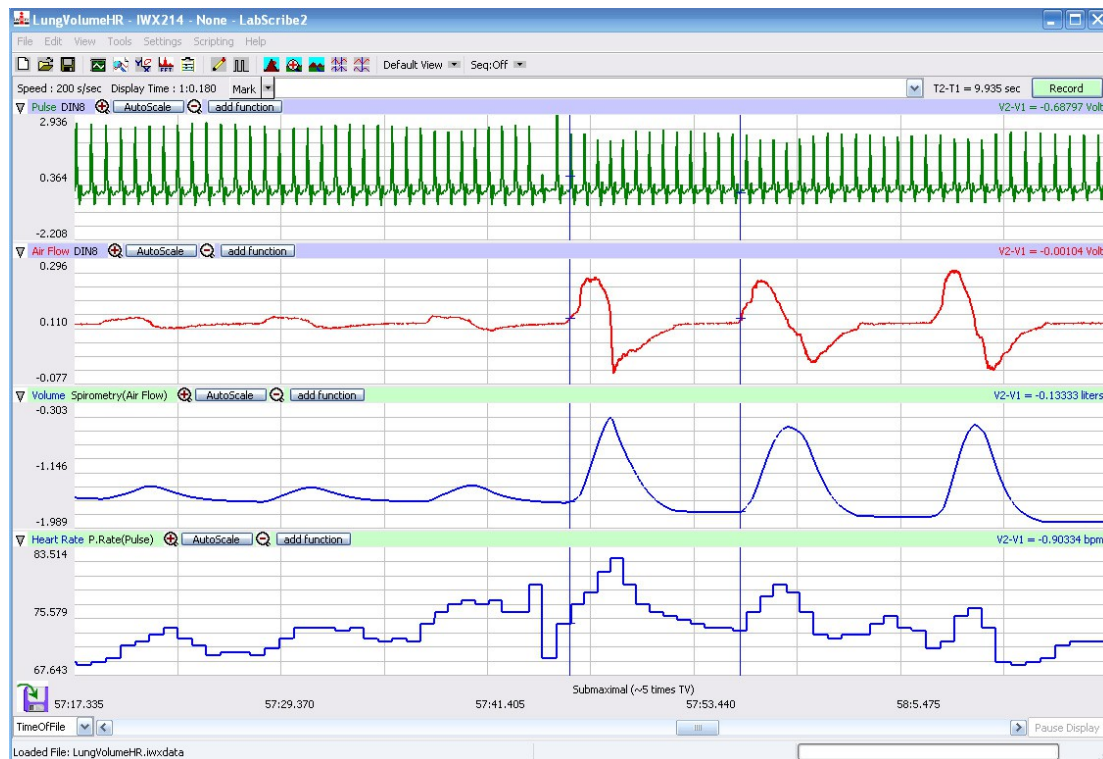 LungVolumeHR - IWX214 - None - LabScribe2
File Edit View Tools Settings Scripting Help
Default View Seq:Off
Speed : 200 s/sec Display Time : 1:0.180 Mark T2-T1 = 9.935 sec Record
Pulse DIN8 AutoScale add function V2-V1 = -0.68797 Volt
2.936
0.364
-2.208
Air Flow DIN8 AutoScale add function V2-V1 = -0.00104 Volt
0.296
0.110
-0.077
Volume Spirometry(Air Flow) AutoScale add function V2-V1 = -0.13333 liters
-0.303
-1.146
-1.989
Heart Rate P.Rate(Pulse) AutoScale add function V2-V1 = -0.90334 bpm
83.514
75.579
67.643
Submaximal (~5 times TV)
57:17.335 57:29.370 57:41.405 57:53.440 58:5.475
TimeOfFile Pause Display
Loaded File: LungVolumeHR.iwxdata